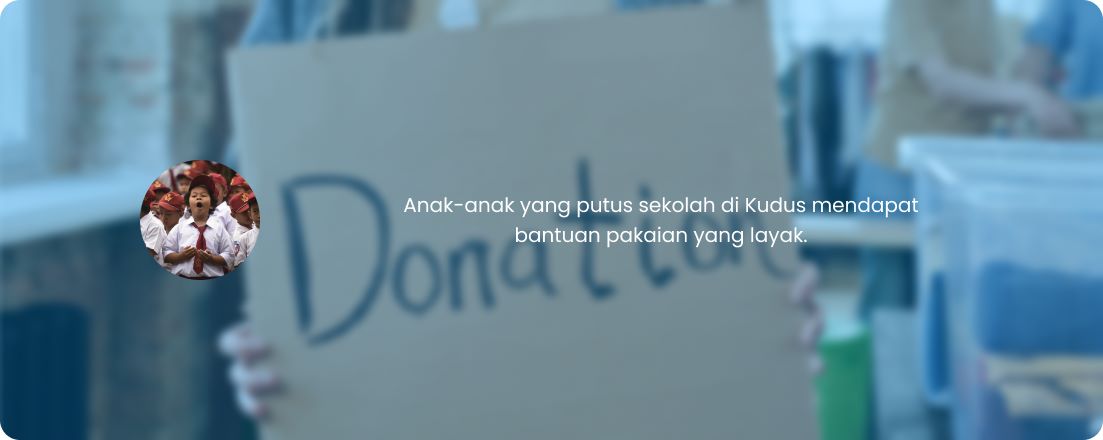 Anak-anak yang putus sekolah di Kudus mendapat
bantuan pakaian yang layak.
Donation